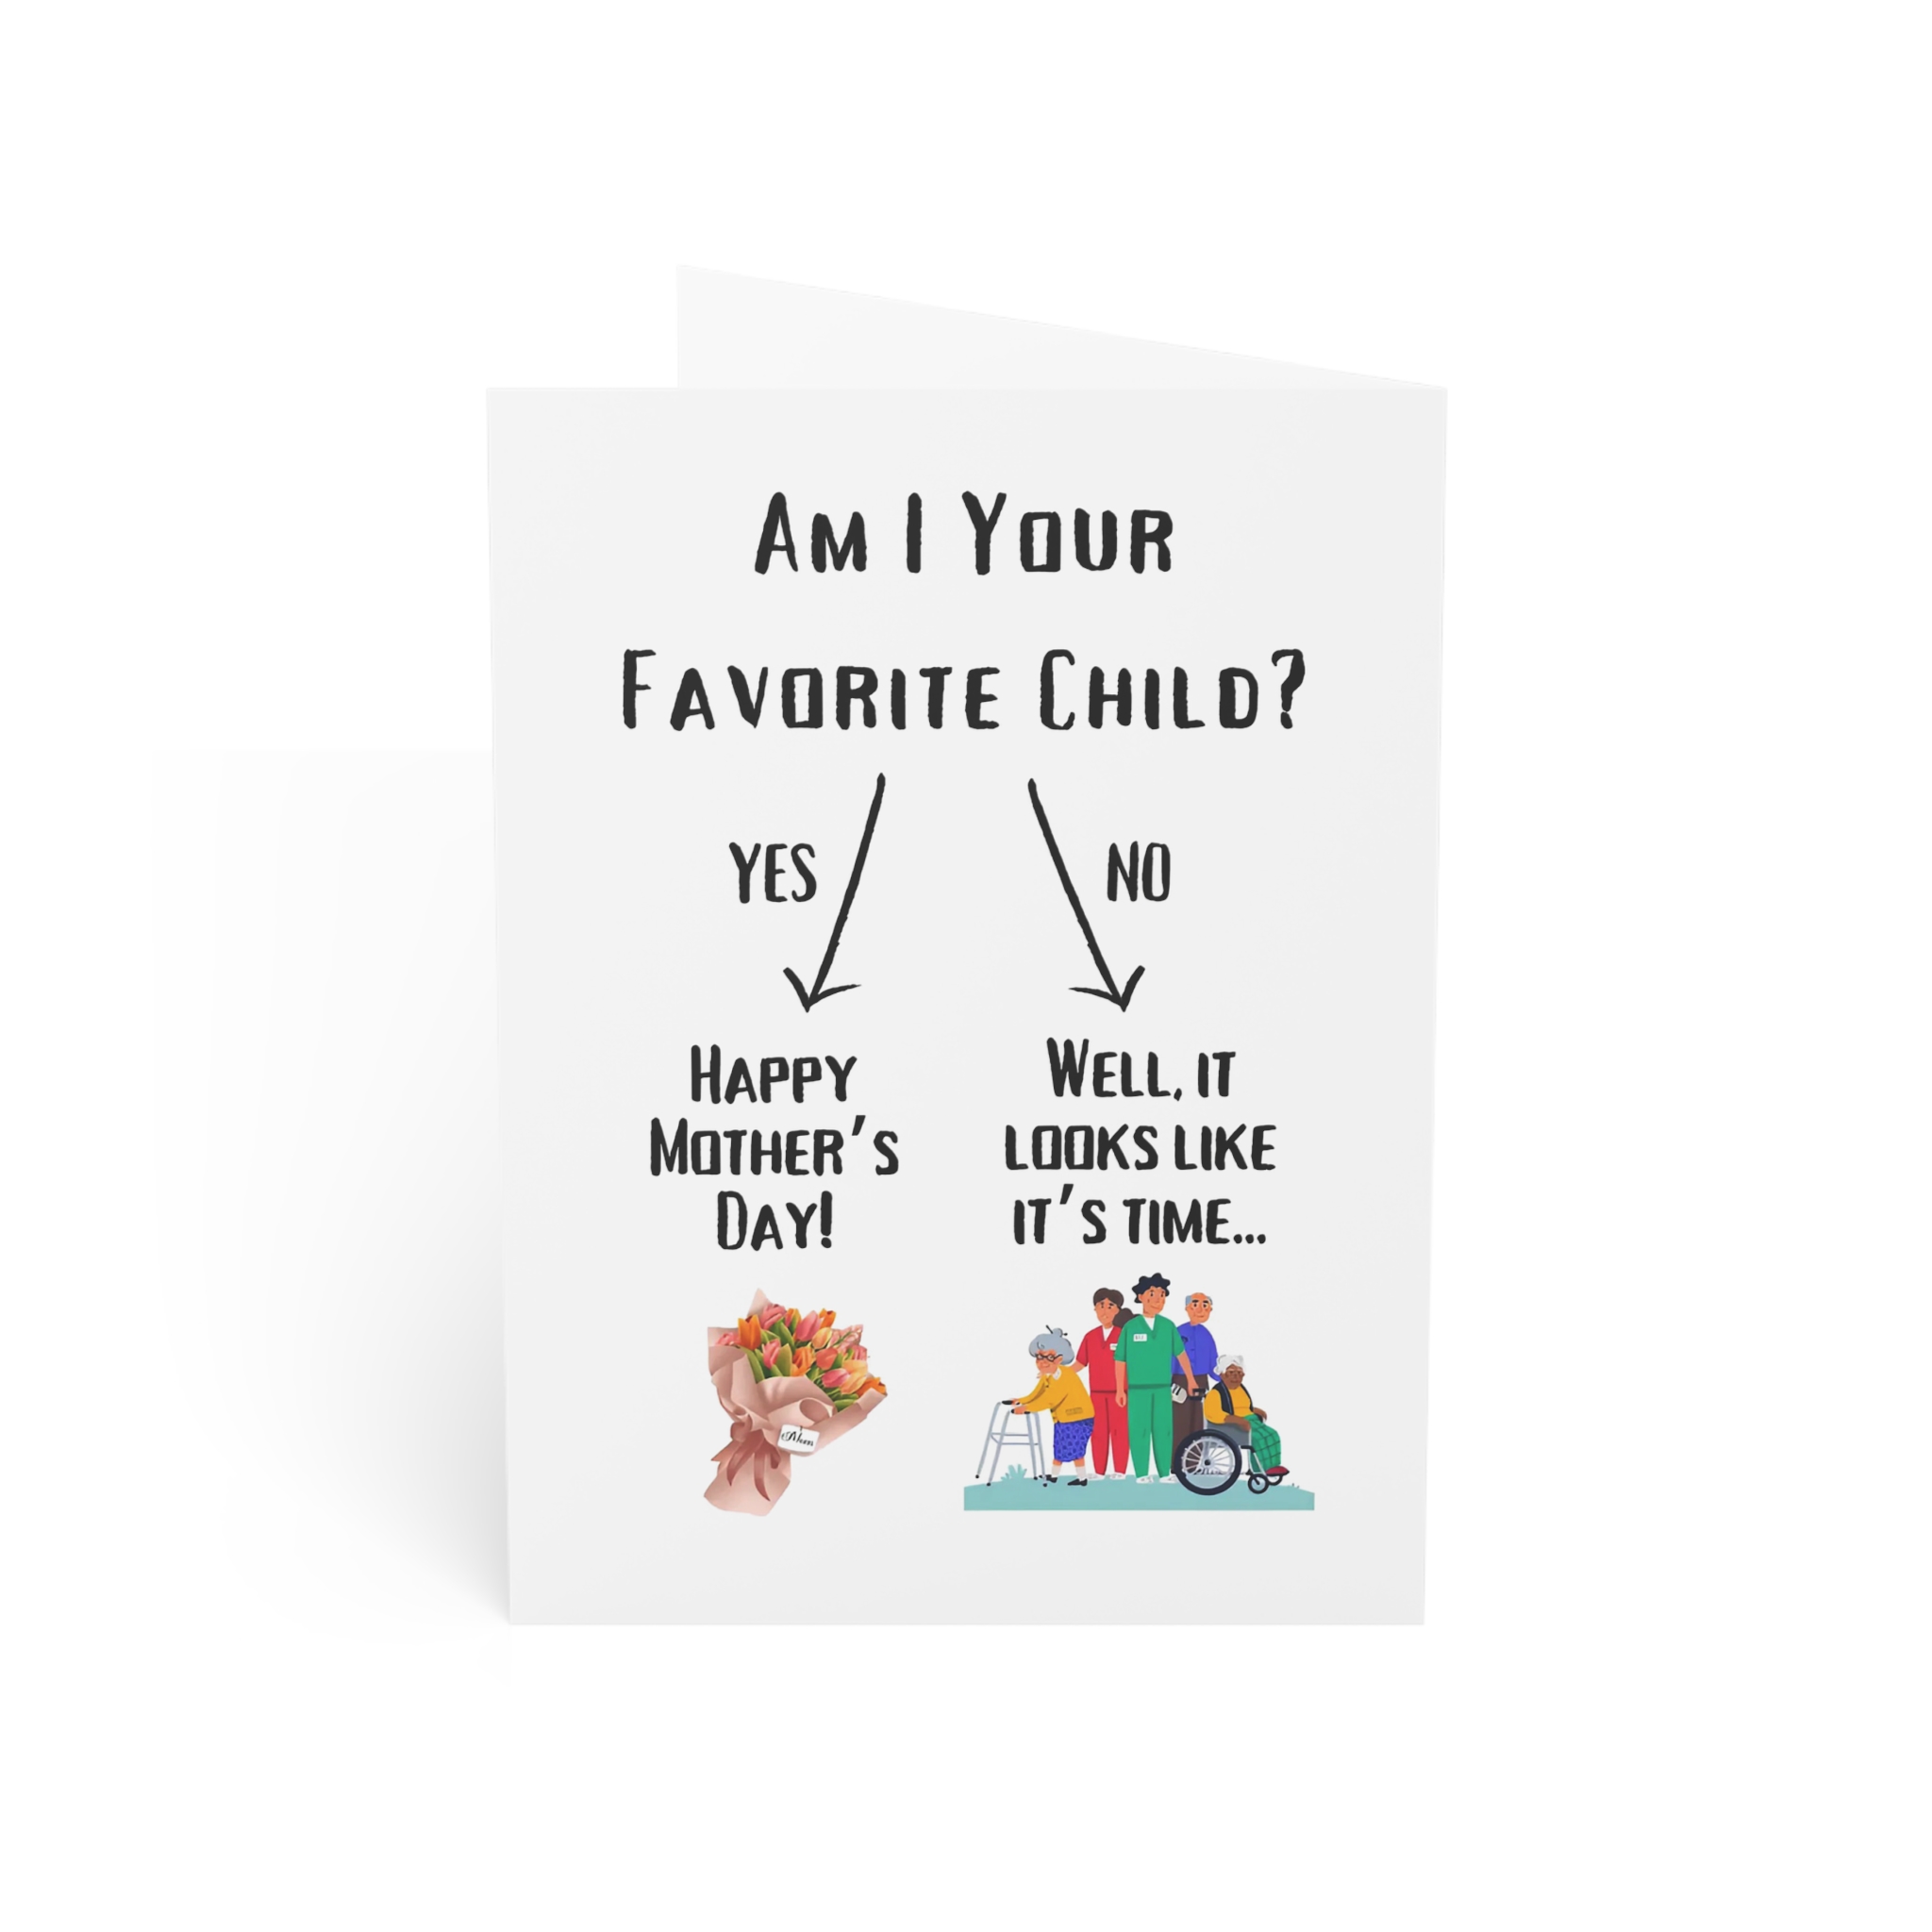 Am I Your
Favorite Child?
YES
NO
Happy
Mother's
Day!
Well, it
looks like
it's time...
Mom